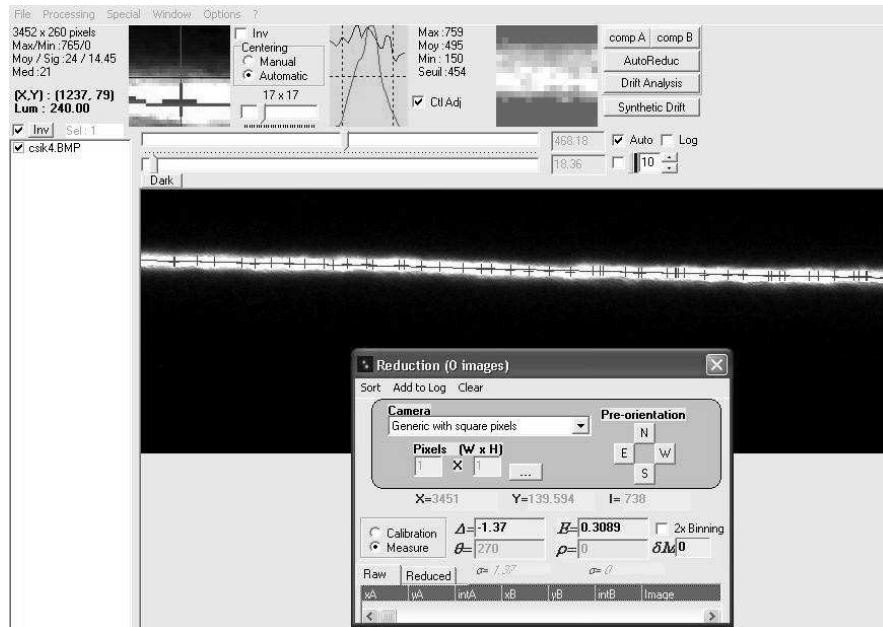 File Processing Special Window Options ?
3452 x 260 pixels
Max/Min :765/0
Moy / Sig :24 / 14.45
Med :21
(X,Y) : (1237, 79)
Lum : 240.00
Inv
Centering
Manual
Automatic
17 x 17
Max :759
Moy :495
Min : 150
Seuil :454
Ctl Adj
comp A comp B
AutoReduc
Drift Analysis
Synthetic Drift
Inv Sel : 1
468.18 Auto Log
18.36 10
csik4.BMP
Dark
Reduction (0 images)
Sort Add to Log Clear
Camera
Generic with square pixels
Pixels (W x H)
1 X 1 ...
Pre-orientation
N
E W
S
X=3451 Y=139.594 I= 738
Calibration
Measure
Δ= -1.37 E= 0.3089 2x Binning
θ= 270 ρ= 0 δM 0
σ= 1.37 σ= 0
Raw Reduced
xA yA intA xB yB intB Image